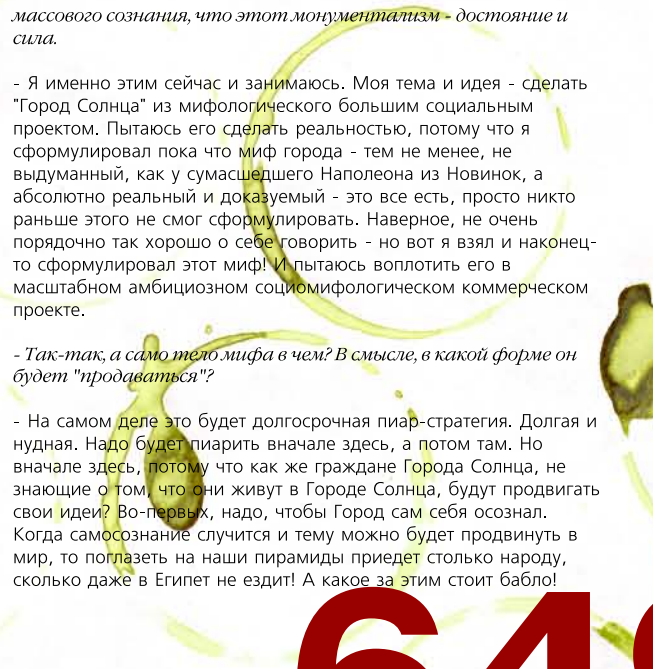 массового сознания, что этот монументализм - достояние и
сила.
- Я именно этим сейчас и занимаюсь. Моя тема и идея - сделать
"Город Солнца" из мифологического большим социальным
проектом. Пытаюсь его сделать реальностью, потому что я
сформулировал пока что миф города - тем не менее, не
выдуманный, как у сумасшедшего Наполеона из Новинок, а
абсолютно реальный и доказуемый - это все есть, просто никто
раньше этого не смог сформулировать. Наверное, не очень
порядочно так хорошо о себе говорить - но вот я взял и наконец-
то сформулировал этот миф! И пытаюсь воплотить его в
масштабном амбициозном социомифологическом коммерческом
проекте.
- Так-так, а само тело мифа в чем? В смысле, в какой форме он
будет "продаваться"?
- На самом деле это будет долгосрочная пиар-стратегия. Долгая и
нудная. Надо будет пиарить вначале здесь, а потом там. Но
вначале здесь, потому что как же граждане Города Солнца, не
знающие о том, что они живут в Городе Солнца, будут продвигать
свои идеи? Во-первых, надо, чтобы Город сам себя осознал.
Когда самосознание случится и тему можно будет продвинуть в
мир, то поглазеть на наши пирамиды приедет столько народу,
сколько даже в Египет не ездит! А какое за этим стоит бабло!